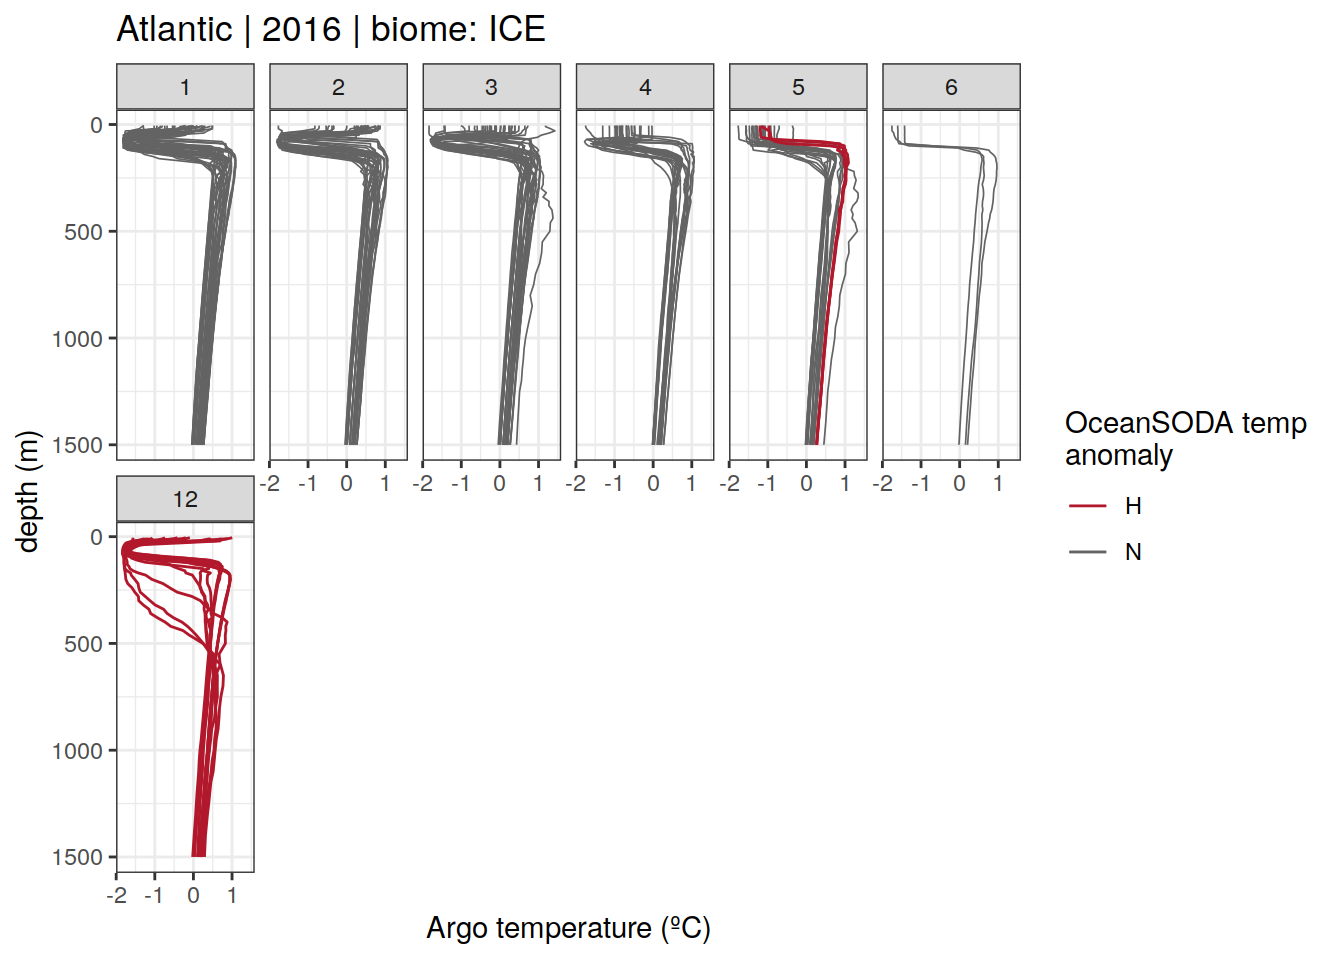 Atlantic | 2016 | biome: ICE
1 2 3 4 5 6
0
500
1000
1500
-2 -1 0 1 -2 -1 0 1 -2 -1 0 1 -2 -1 0 1 -2 -1 0 1
12
0
500
1000
1500
-2 -1 0 1
depth (m)
Argo temperature (ºC)
OceanSODA temp
anomaly
H
N